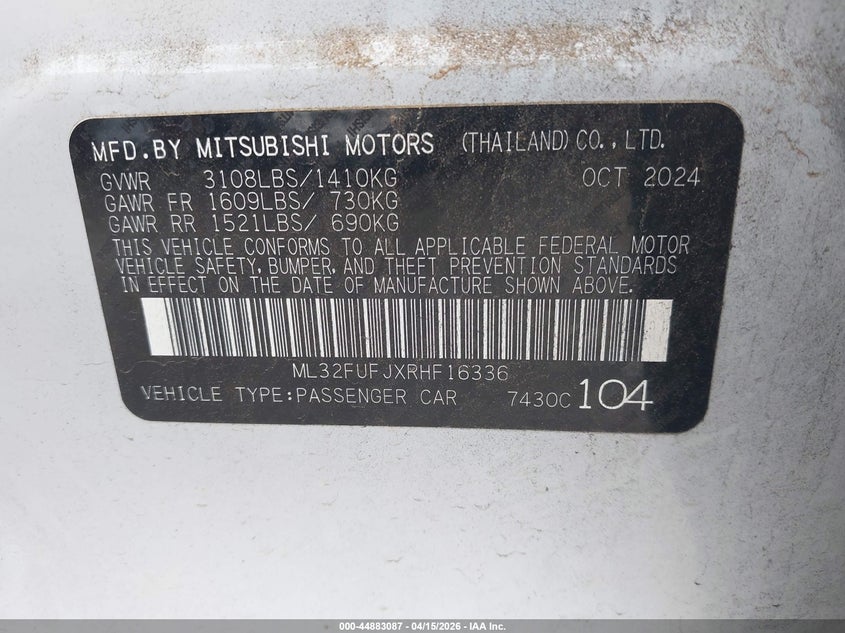 MFD.BY MITSUBISHI MOTORS (THAILAND) CO., LTD.
GVWR 3108LBS/1410KG OCT 2024
GAWR FR 1609LBS/ 730KG
GAWR RR 1521LBS/ 690KG
THIS VEHICLE CONFORMS TO ALL APPLICABLE FEDERAL MOTOR
VEHICLE SAFETY, BUMPER, AND THEFT PREVENTION STANDARDS
IN EFFECT ON THE DATE OF MANUFACTURE SHOWN ABOVE.
ML32FUFJXRHF16336
VEHICLE TYPE:PASSENGER CAR 7430C 104
000-44883087 - 04/15/2026 - IAA Inc.